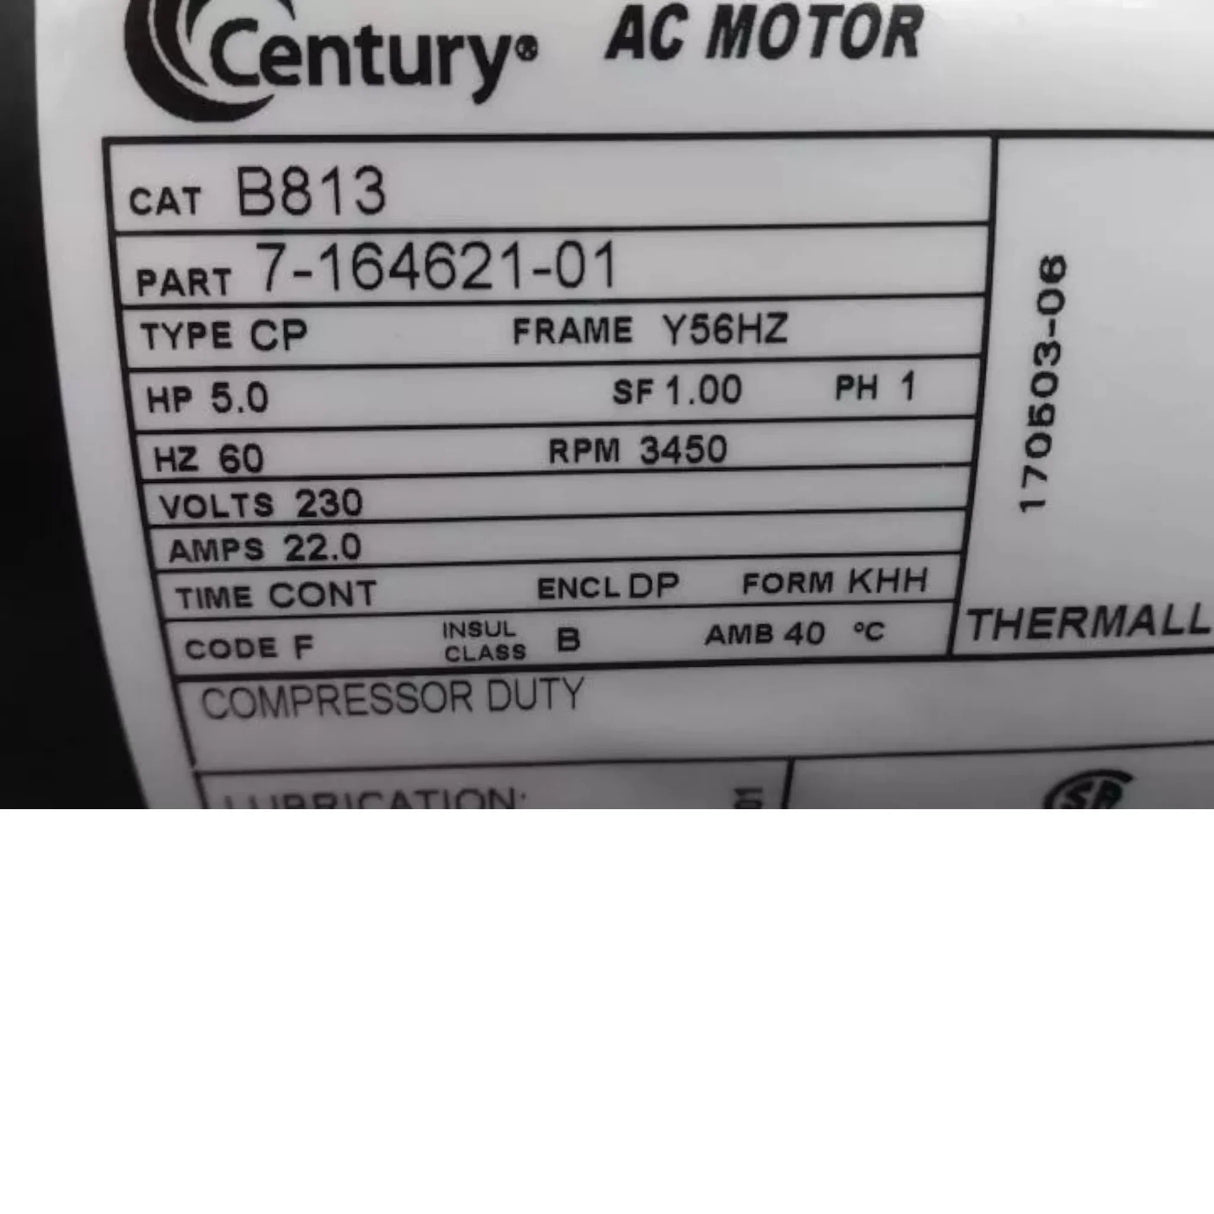 Century® AC MOTOR
CAT B813
PART 7-164621-01
TYPE CP FRAME Y56HZ
HP 5.0 SF 1.00 PH 1
HZ 60 RPM 3450
VOLTS 230
AMPS 22.0
TIME CONT ENCL DP FORM KHH
CODE F INSUL CLASS B AMB 40 °C
170503-06
THERMALL
COMPRESSOR DUTY
LUBRICATION:
01